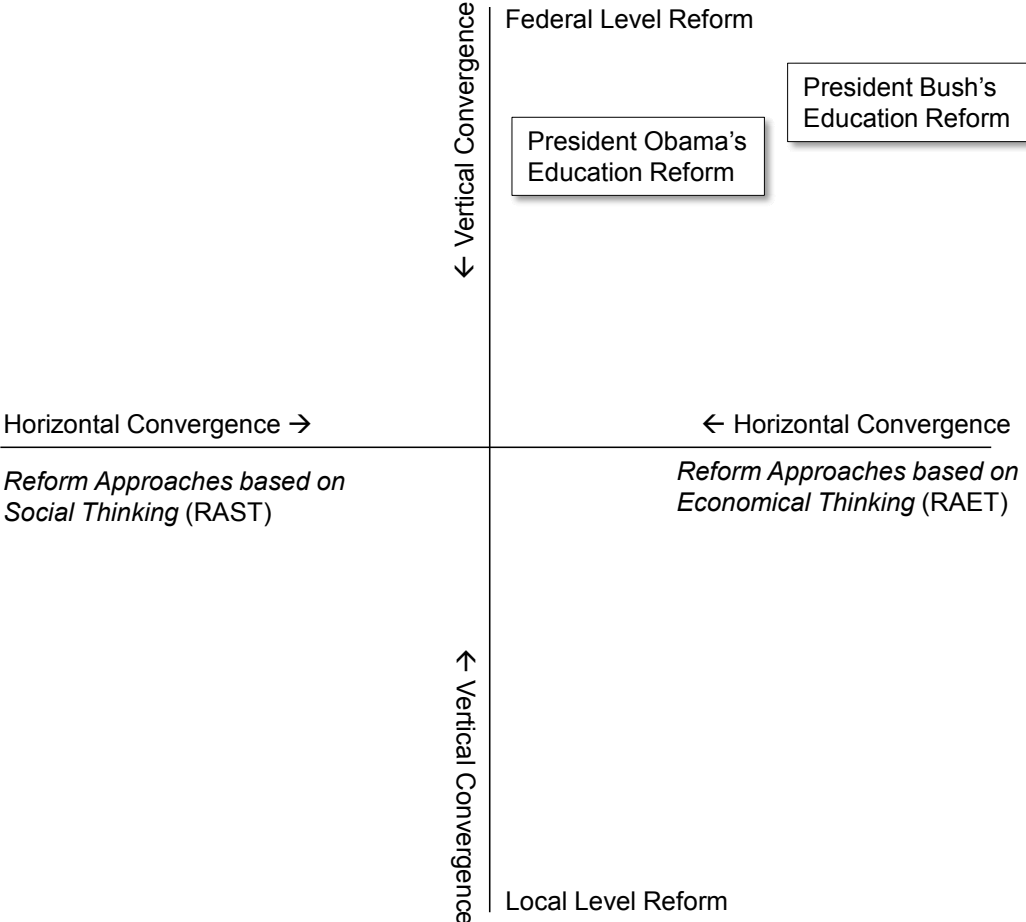 ← Vertical Convergence
Federal Level Reform
President Bush's
Education Reform
President Obama's
Education Reform
Horizontal Convergence →
← Horizontal Convergence
Reform Approaches based on
Social Thinking (RAST)
Reform Approaches based on
Economical Thinking (RAET)
← Vertical Convergence
Local Level Reform